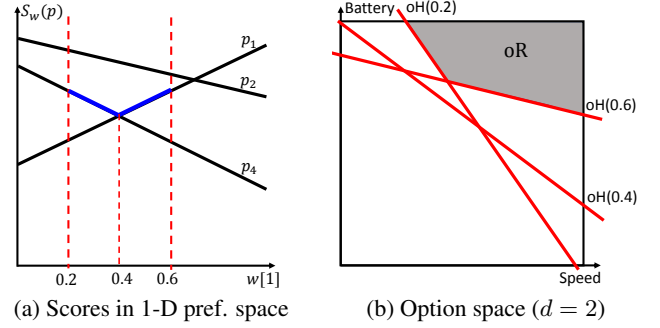 S_w(p)
p_1
p_2
p_4
0.2
0.4
0.6
w[1]
(a) Scores in 1-D pref. space
Battery
oH(0.2)
oR
oH(0.6)
oH(0.4)
Speed
(b) Option space (d = 2)